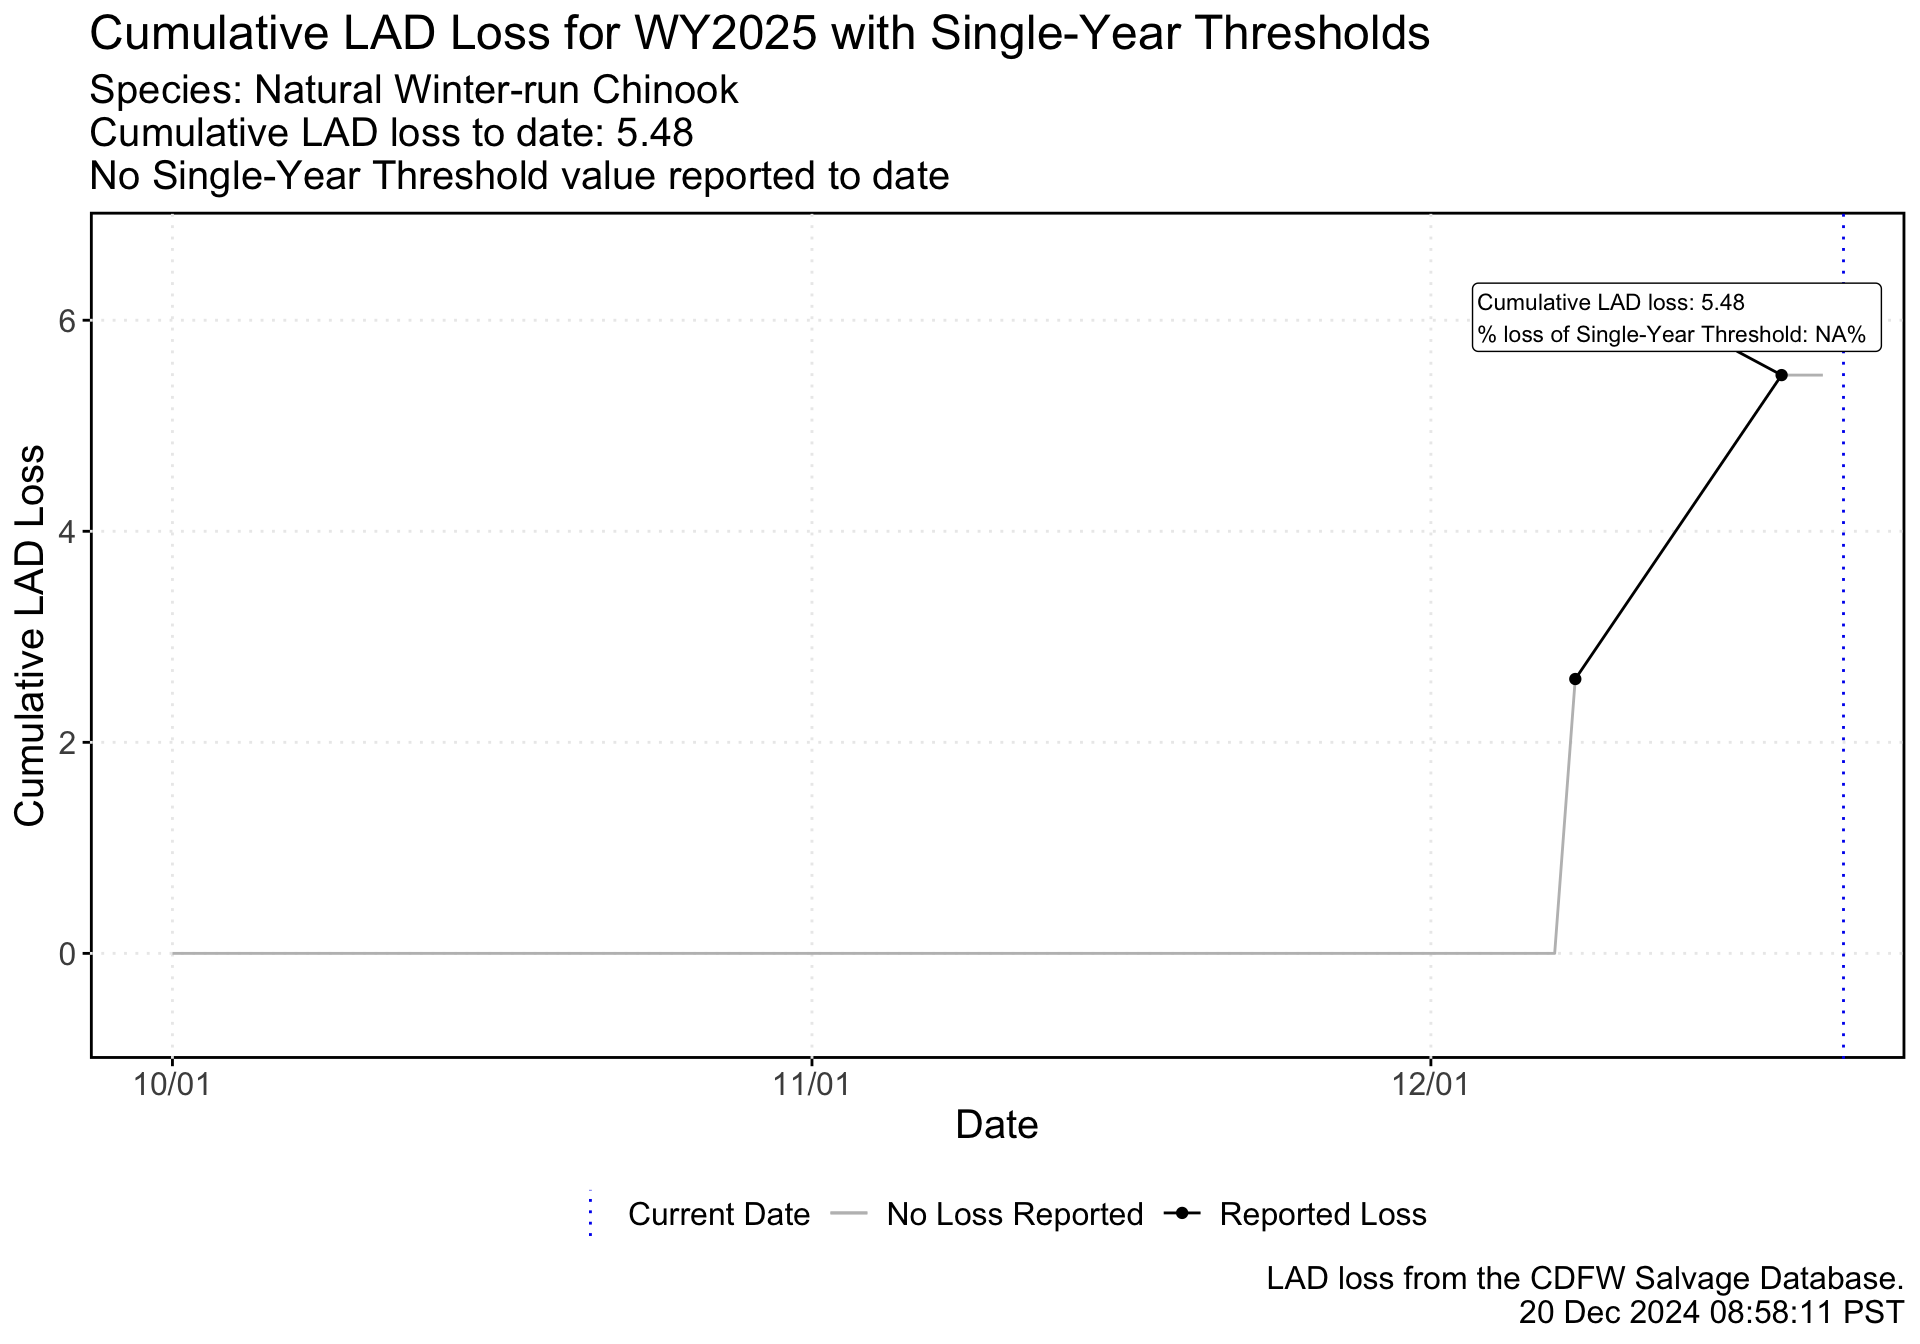 Cumulative LAD Loss for WY2025 with Single-Year Thresholds
Species: Natural Winter-run Chinook
Cumulative LAD loss to date: 5.48
No Single-Year Threshold value reported to date
Cumulative LAD loss: 5.48
% loss of Single-Year Threshold: NA%
6
4
2
0
Cumulative LAD Loss
10/01
11/01
12/01
Date
Current Date
No Loss Reported
Reported Loss
LAD loss from the CDFW Salvage Database.
20 Dec 2024 08:58:11 PST